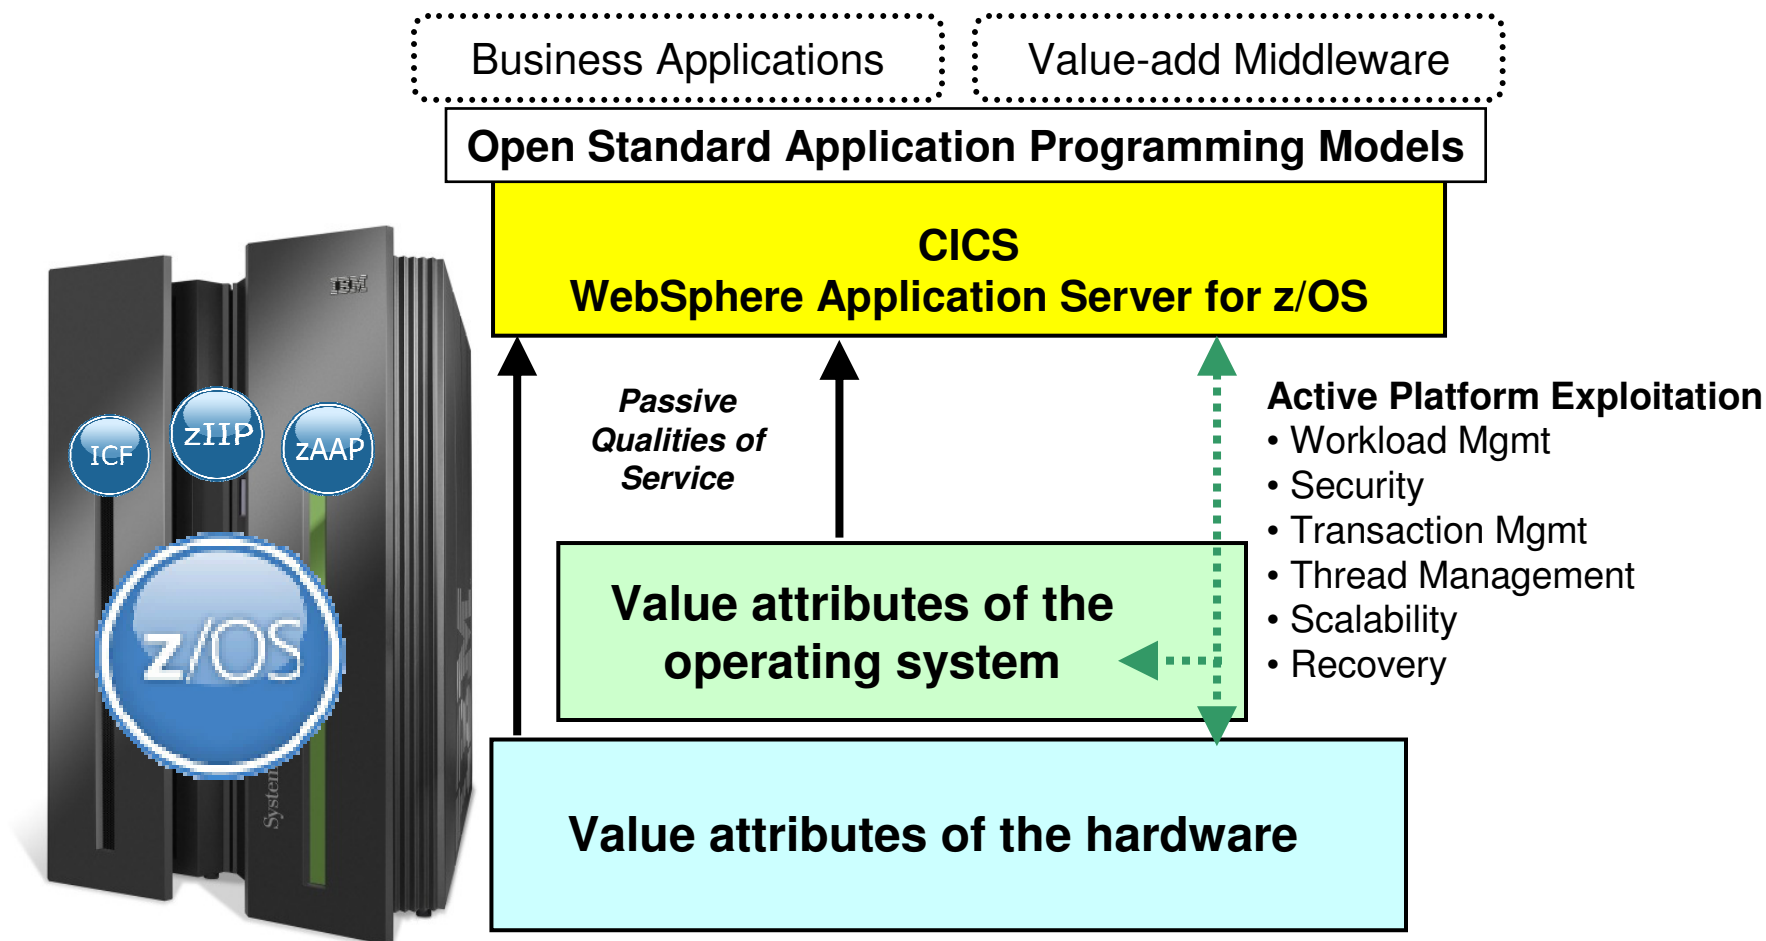 Business Applications
Value-add Middleware
Open Standard Application Programming Models
CICS
WebSphere Application Server for z/OS
IBM
ICF
zIIP
zAAP
z/OS
System
Passive
Qualities of
Service
Active Platform Exploitation
• Workload Mgmt
• Security
• Transaction Mgmt
• Thread Management
• Scalability
• Recovery
Value attributes of the
operating system
Value attributes of the hardware